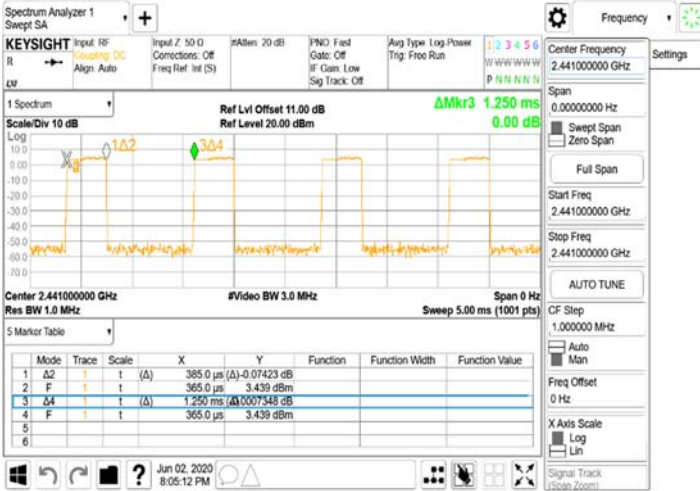 Spectrum Analyzer 1
Swept SA
+
Frequency
KEYSIGHT
R
LXI
Input: RF
Coupling: DC
Align: Auto
Input Z: 50 Ω
Corrections: Off
Freq Ref: Int (S)
#Atten: 20 dB
PNO: Fast
Gate: Off
IF Gain: Low
Sig Track: Off
Avg Type: Log-Power
Trig: Free Run
1 2 3 4 5 6
W W W W W W
P N N N N N
Center Frequency
2.441000000 GHz
Settings
Span
0.00000000 Hz
Swept Span
Zero Span
Full Span
Start Freq
2.441000000 GHz
Stop Freq
2.441000000 GHz
AUTO TUNE
CF Step
1.000000 MHz
Auto
Man
Freq Offset
0 Hz
X Axis Scale
Log
Lin
Signal Track
(Span Zoom)
1 Spectrum
Scale/Div 10 dB
Ref Lvl Offset 11.00 dB
Ref Level 20.00 dBm
ΔMkr3 1.250 ms
0.00 dB
Log
10.0
0.00
-10.0
-20.0
-30.0
-40.0
-50.0
-60.0
-70.0
1Δ2
3Δ4
Center 2.441000000 GHz
Res BW 1.0 MHz
#Video BW 3.0 MHz
Span 0 Hz
Sweep 5.00 ms (1001 pts)
5 Marker Table
Mode Trace Scale X Y Function Function Width Function Value
1 Δ2 1 t (Δ) 385.0 µs (Δ) -0.07423 dB
2 F 1 t 365.0 µs 3.439 dBm
3 Δ4 1 t (Δ) 1.250 ms (Δ) 0.0007348 dB
4 F 1 t 365.0 µs 3.439 dBm
5
6
?
Jun 02, 2020
8:05:12 PM